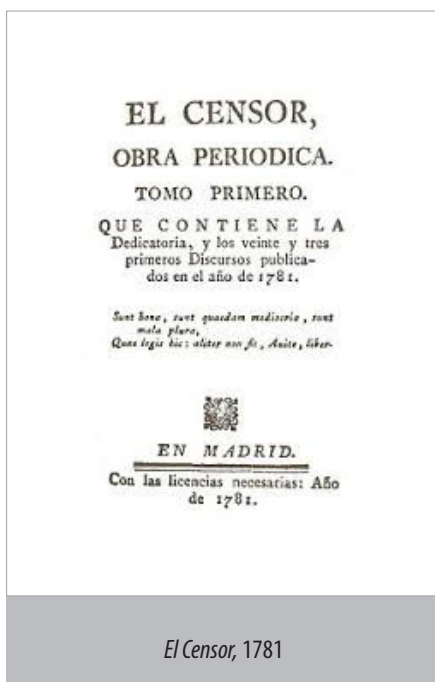 EL CENSOR,
OBRA PERIODICA.
TOMO PRIMERO.
QUE CONTIENE LA
Dedicatoria, y los veinte y tres
primeros Discursos publica-
dos en el año de 1781.
Sunt bona, sunt quaedam mediocria, sunt
mala plura,
Quae legis hic: aliter non fit, Avite, liber.
EN MADRID.
Con las licencias necesarias: Año
de 1781.
El Censor, 1781